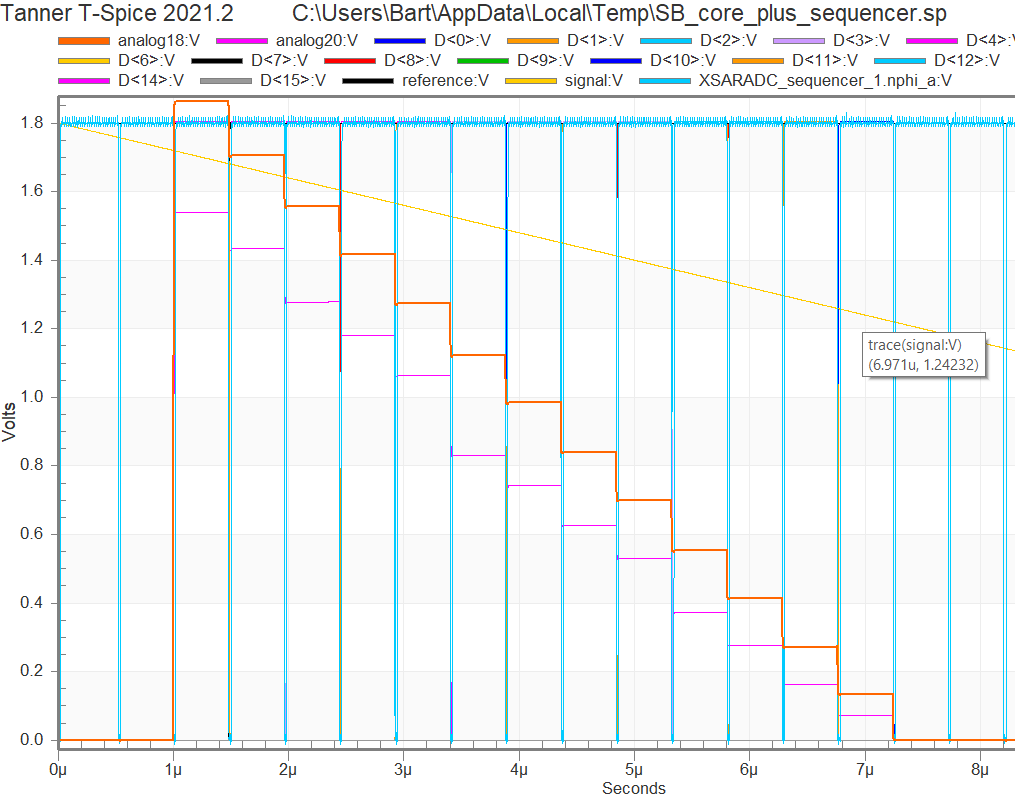 Tanner T-Spice 2021.2 C:\Users\Bart\AppData\Local\Temp\SB_core_plus_sequencer.sp
analog18:V analog20:V D<0>:V D<1>:V D<2>:V D<3>:V D<4>:V
D<6>:V D<7>:V D<8>:V D<9>:V D<10>:V D<11>:V D<12>:V
D<14>:V D<15>:V reference:V signal:V XSARADC_sequencer_1.nphi_a:V
1.8
1.6
1.4
1.2
trace(signal:V)
(6.971u, 1.24232)
1.0
Volts
0.8
0.6
0.4
0.2
0.0
0µ 1µ 2µ 3µ 4µ 5µ 6µ 7µ 8µ
Seconds